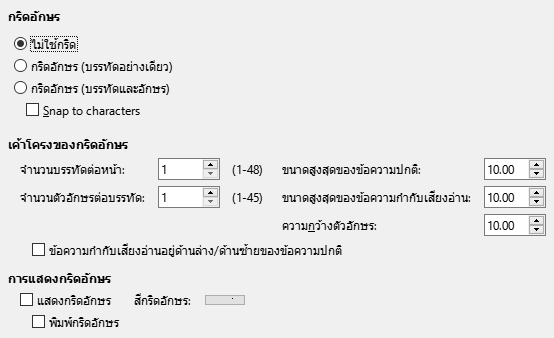 กริดอักษร
ไม่ใช้กริด
กริดอักษร (บรรทัดอย่างเดียว)
กริดอักษร (บรรทัดและอักษร)
Snap to characters
เค้าโครงของกริดอักษร
จำนวนบรรทัดต่อหน้า: 1 (1-48) ขนาดสูงสุดของข้อความปกติ: 10.00
จำนวนตัวอักษรต่อบรรทัด: 1 (1-45) ขนาดสูงสุดของข้อความกำกับเสียงอ่าน: 10.00
ความกว้างตัวอักษร: 10.00
ข้อความกำกับเสียงอ่านอยู่ด้านล่าง/ด้านซ้ายของข้อความปกติ
การแสดงกริดอักษร
แสดงกริดอักษร สีกริดอักษร:
พิมพ์กริดอักษร